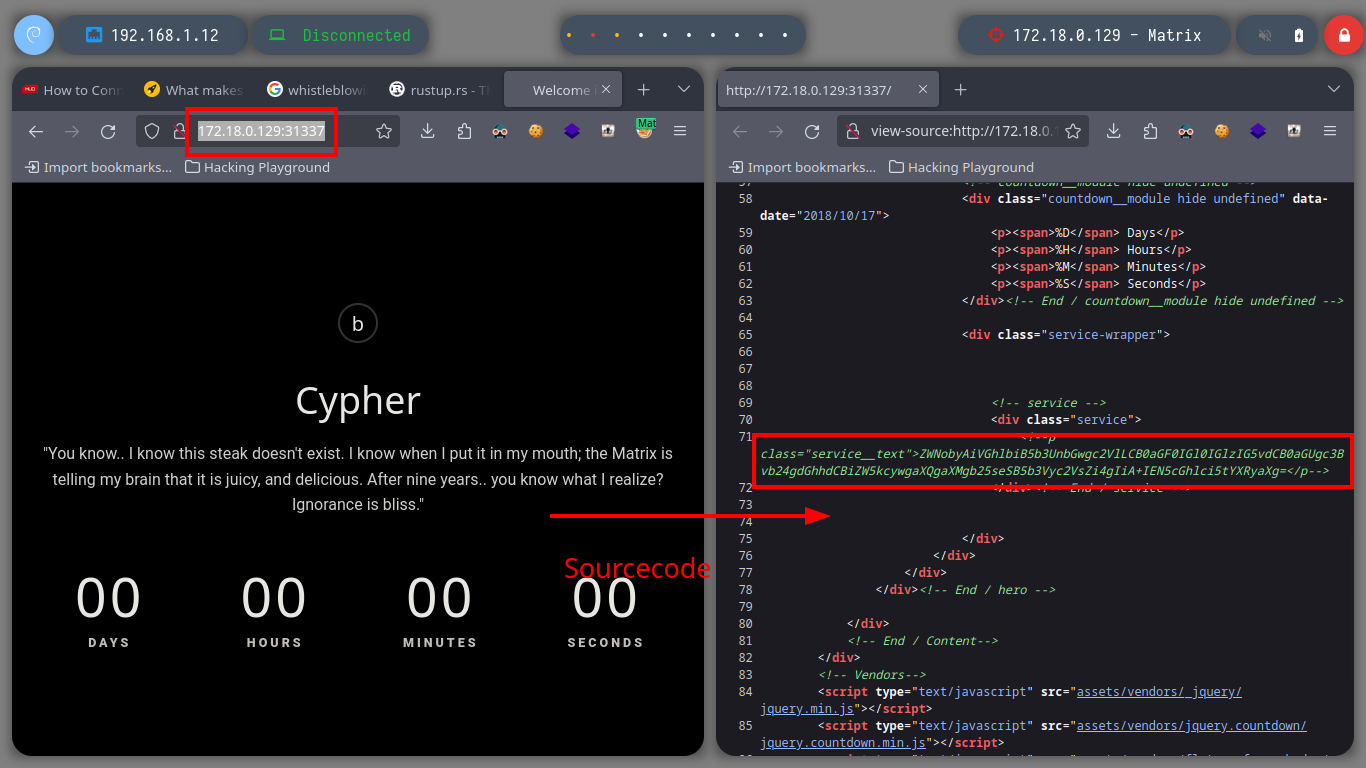 192.168.1.12
Disconnected
172.18.0.129 - Matrix
How to Conn
What makes
whistleblowi
rustup.rs - Th
Welcome i
172.18.0.129:31337
Mat
Import bookmarks...
Hacking Playground
b
Cypher
"You know.. I know this steak doesn't exist. I know when I put it in my mouth; the Matrix is
telling my brain that it is juicy, and delicious. After nine years.. you know what I realize?
Ignorance is bliss."
00 00 00 00
DAYS HOURS MINUTES SECONDS
Sourcecode
http://172.18.0.129:31337/
view-source:http://172.18.0.1
Import bookmarks...
Hacking Playground
57 <!-- countdown__module hide undefined -->
58 <div class="countdown__module hide undefined" data-
date="2018/10/17">
59 <p><span>%D</span> Days</p>
60 <p><span>%H</span> Hours</p>
61 <p><span>%M</span> Minutes</p>
62 <p><span>%S</span> Seconds</p>
63 </div><!-- End / countdown__module hide undefined -->
64
65 <div class="service-wrapper">
66
67
68
69 <!-- service -->
70 <div class="service">
71 <!--p
class="service__text">ZWNobyAiVGhlbiB5b3UnbGwgc2VlLCB0aGF0IGl0IGlzIG5vdCB0aGUgc3B
vb24gdGhhdCBiZW5kcywgaXQgaXMgb25seSB5b3Vyc2VsZi4gIiA+IEN5cGhlci5tYXRyaXg=</p-->
72 </div><!-- End / service -->
73
74
75 </div>
76 </div>
77 </div>
78 </div><!-- End / hero -->
79
80 </div>
81 <!-- End / Content-->
82 </div>
83 <!-- Vendors-->
84 <script type="text/javascript" src="assets/vendors/_jquery/
jquery.min.js"></script>
85 <script type="text/javascript" src="assets/vendors/jquery.countdown/
jquery.countdown.min.js"></script>